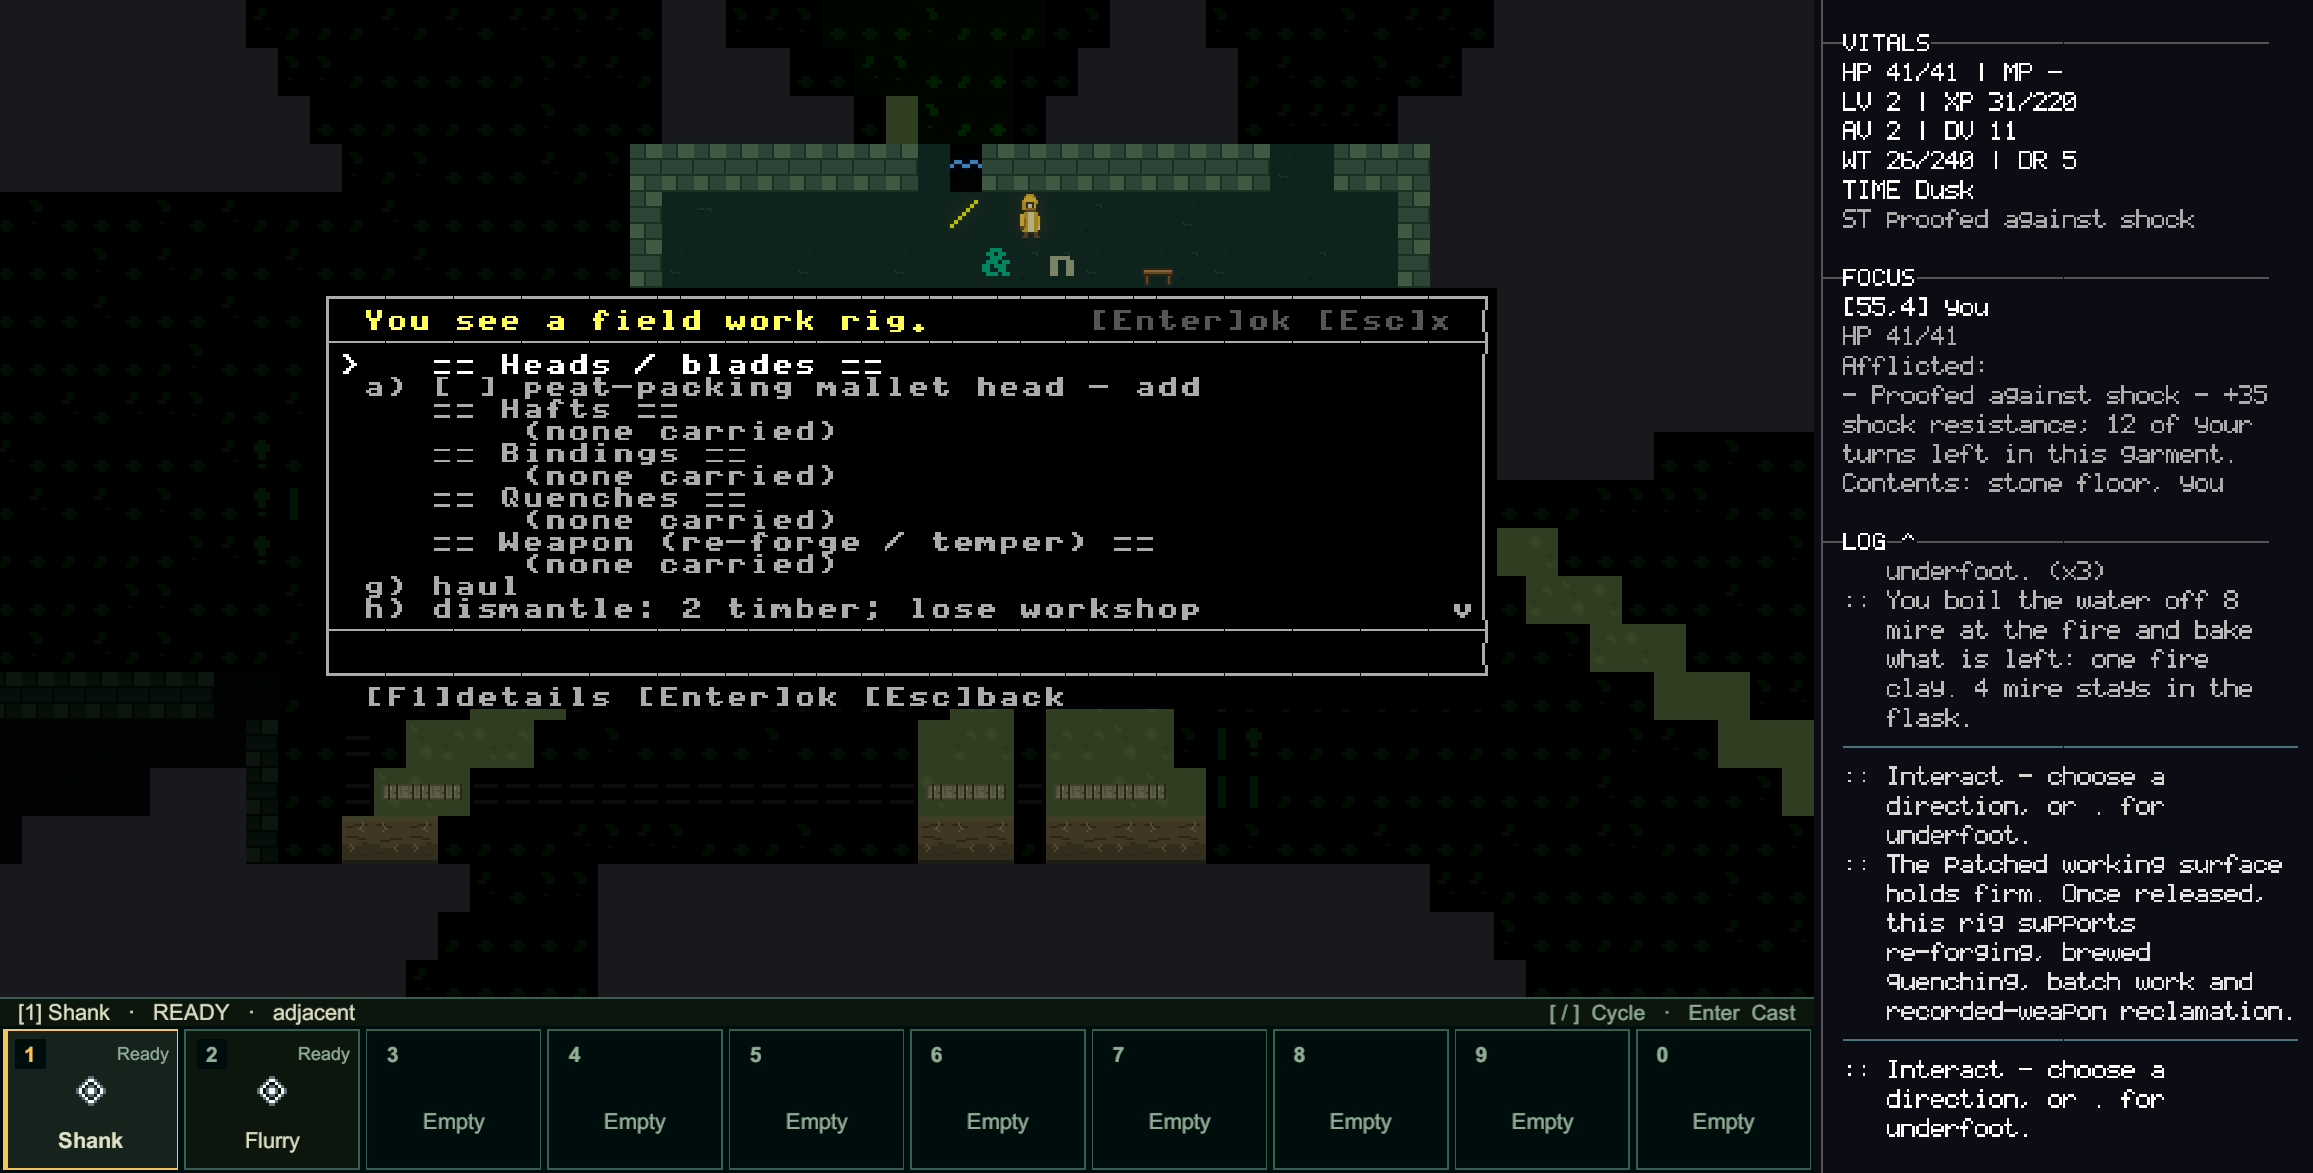 You see a field work rig. [Enter]ok [Esc]x
> == Heads / blades ==
a) [ ] peat-packing mallet head - add
== Hafts ==
(none carried)
== Bindings ==
(none carried)
== Quenches ==
(none carried)
== Weapon (re-forge / temper) ==
(none carried)
g) haul
h) dismantle: 2 timber; lose workshop v
[F1]details [Enter]ok [Esc]back
[1] Shank · READY · adjacent
[ / ] Cycle · Enter Cast
1 Ready
Shank
2 Ready
Flurry
3
Empty
4
Empty
5
Empty
6
Empty
7
Empty
8
Empty
9
Empty
0
Empty
VITALS
HP 41/41 | MP -
LV 2 | XP 31/220
AV 2 | DV 11
WT 26/240 | DR 5
TIME Dusk
ST Proofed against shock
FOCUS
[55,4] You
HP 41/41
Afflicted:
- Proofed against shock - +35
shock resistance; 12 of your
turns left in this garment.
Contents: stone floor, you
LOG ^
underfoot. (x3)
:: You boil the water off 8
mire at the fire and bake
what is left: one fire
clay. 4 mire stays in the
flask.
:: Interact - choose a
direction, or . for
underfoot.
:: The patched working surface
holds firm. Once released,
this rig supports
re-forging, brewed
quenching, batch work and
recorded-weapon reclamation.
:: Interact - choose a
direction, or . for
underfoot.